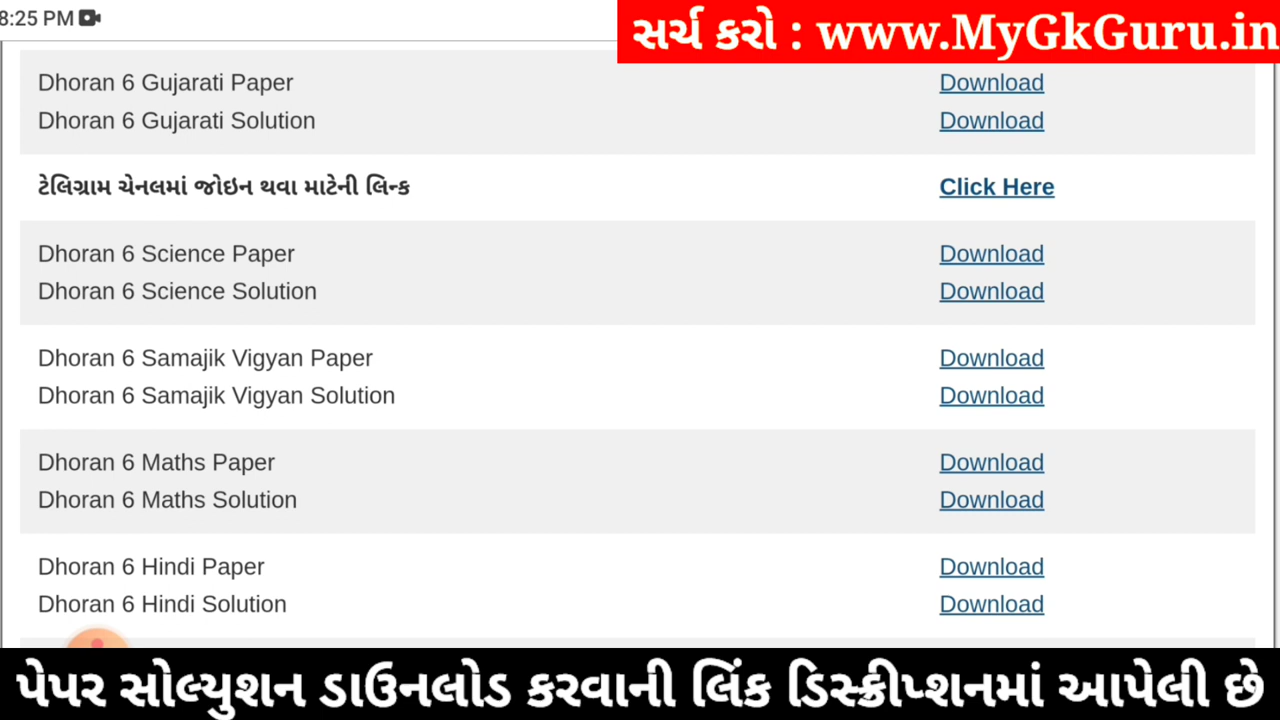 8:25 PM
સર્ચ કરો : www.MyGkGuru.in
Dhoran 6 Gujarati Paper Download
Dhoran 6 Gujarati Solution Download
ટેલિગ્રામ ચેનલમાં જોઇન થવા માટેની લિન્ક Click Here
Dhoran 6 Science Paper Download
Dhoran 6 Science Solution Download
Dhoran 6 Samajik Vigyan Paper Download
Dhoran 6 Samajik Vigyan Solution Download
Dhoran 6 Maths Paper Download
Dhoran 6 Maths Solution Download
Dhoran 6 Hindi Paper Download
Dhoran 6 Hindi Solution Download
પેપર સોલ્યુશન ડાઉનલોડ કરવાની લિંક ડિસ્ક્રીપ્શનમાં આપેલી છે